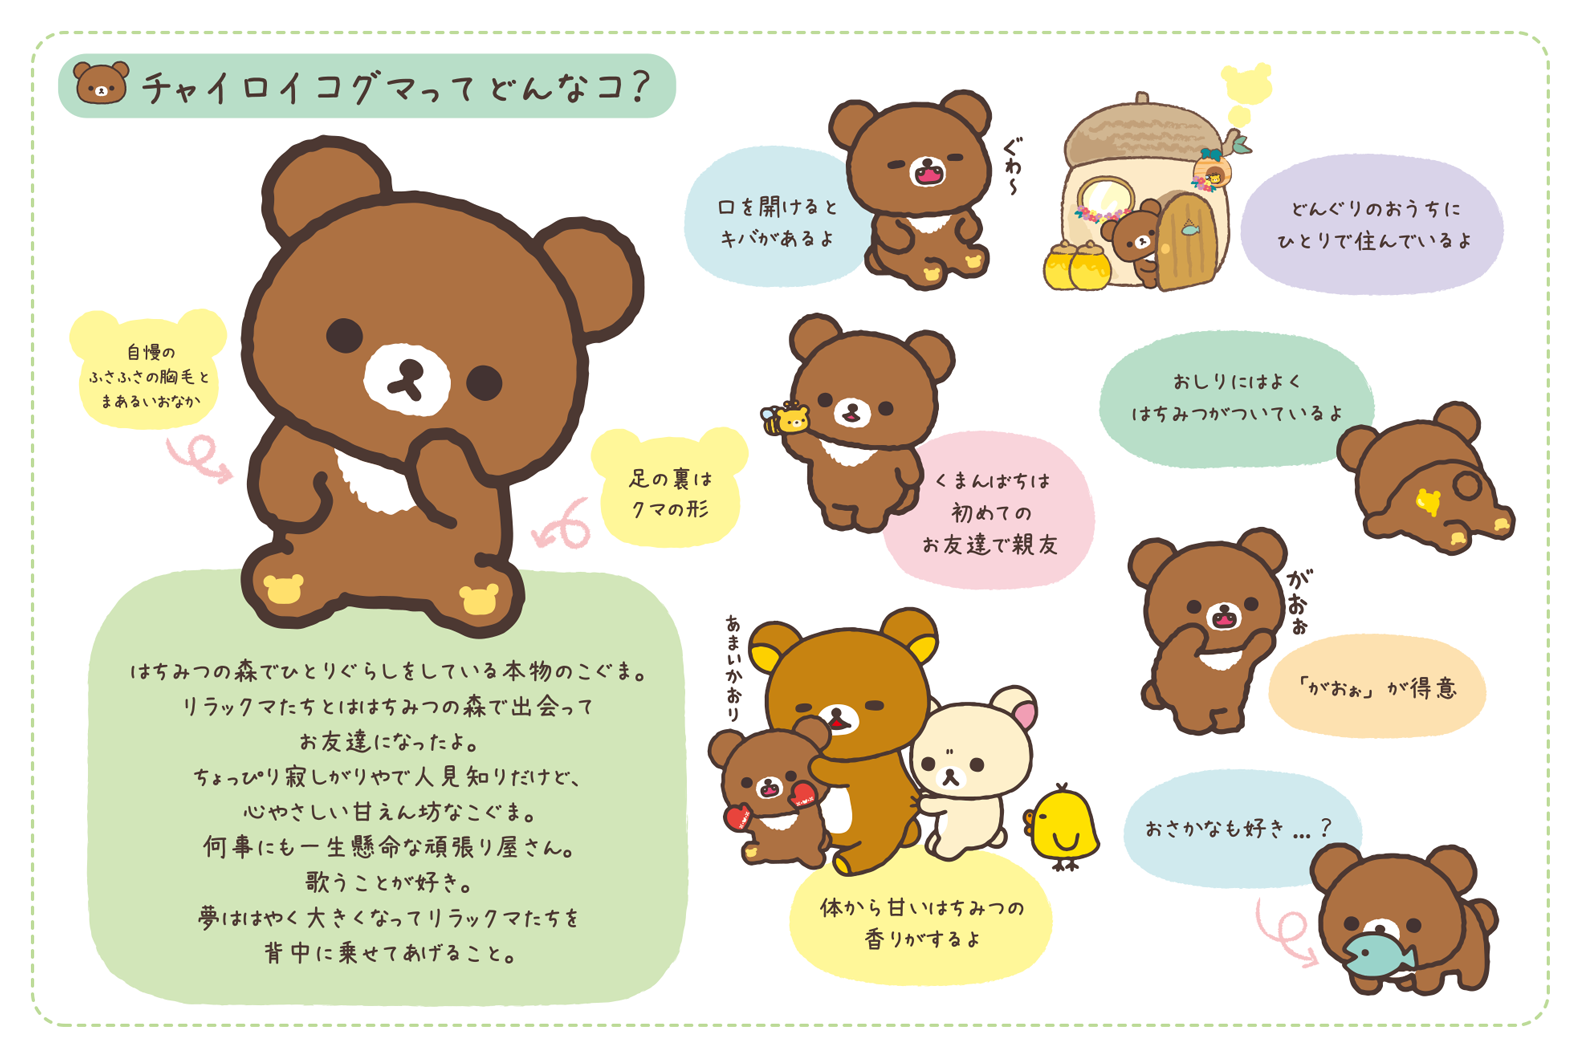 チャイロイコグマってどんなコ?
自慢の
ふさふさの胸毛と
まあるいおなか
足の裏は
クマの形
はちみつの森でひとりぐらしをしている本物のこぐま。
リラックマたちとははちみつの森で出会って
お友達になったよ。
ちょっぴり寂しがりやで人見知りだけど、
心やさしい甘えん坊なこぐま。
何事にも一生懸命な頑張り屋さん。
歌うことが好き。
夢ははやく大きくなってリラックマたちを
背中に乗せてあげること。
口を開けると
キバがあるよ
ぐわ〜
どんぐりのおうちに
ひとりで住んでいるよ
くまんばちは
初めての
お友達で親友
おしりにはよく
はちみつがついているよ
がおぉ
「がおぉ」が得意
あまいかおり
体から甘いはちみつの
香りがするよ
おさかなも好き…?